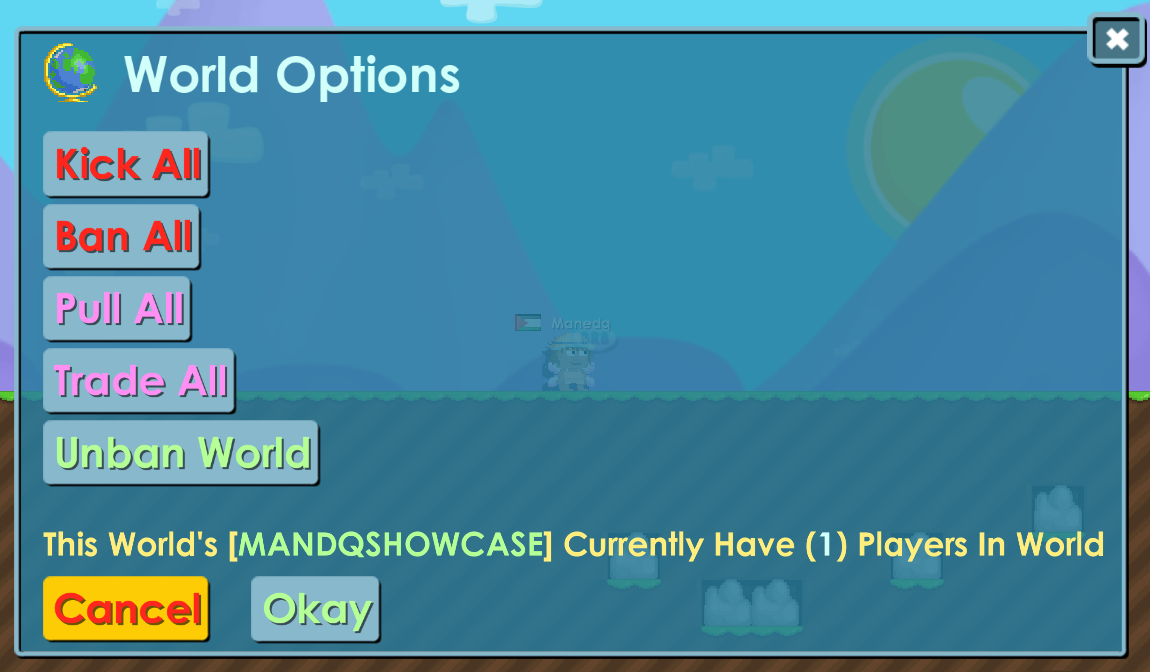 World Options
Kick All
Ban All
Pull All
Maneda
Trade All
Unban World
This World's [MANDQSHOWCASE] Currently Have (1) Players In World
Cancel
Okay